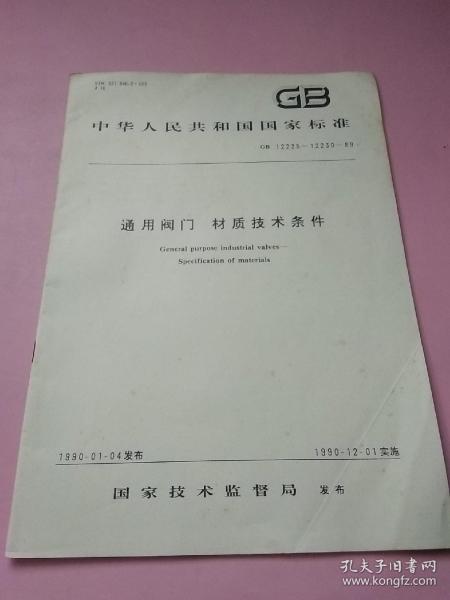 GB
中华人民共和国国家标准
GB 12225~12230-89
通用阀门 材质技术条件
General purpose industrial valves—
Specification of materials
1990-01-04发布
1990-12-01实施
国家技术监督局 发布
孔夫子旧书网
www.kongfz.com